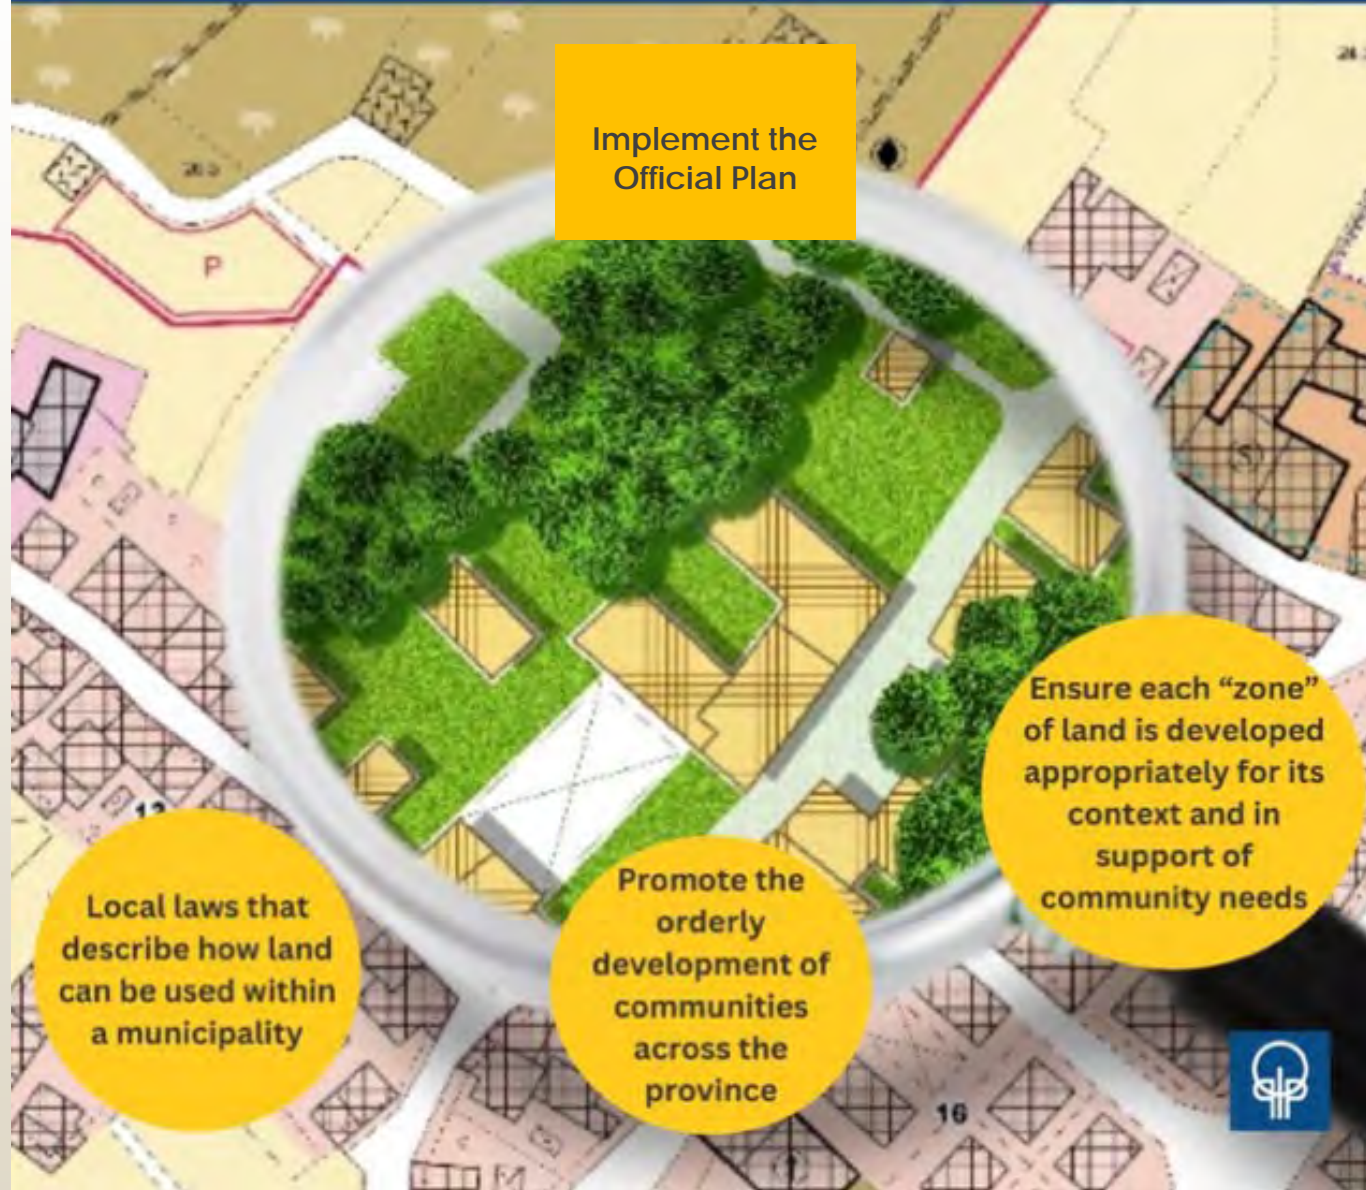 Implement the
Official Plan
P
16
Ensure each “zone”
of land is developed
appropriately for its
context and in
support of
community needs
Local laws that
describe how land
can be used within
a municipality
Promote the
orderly
development of
communities
across the
province